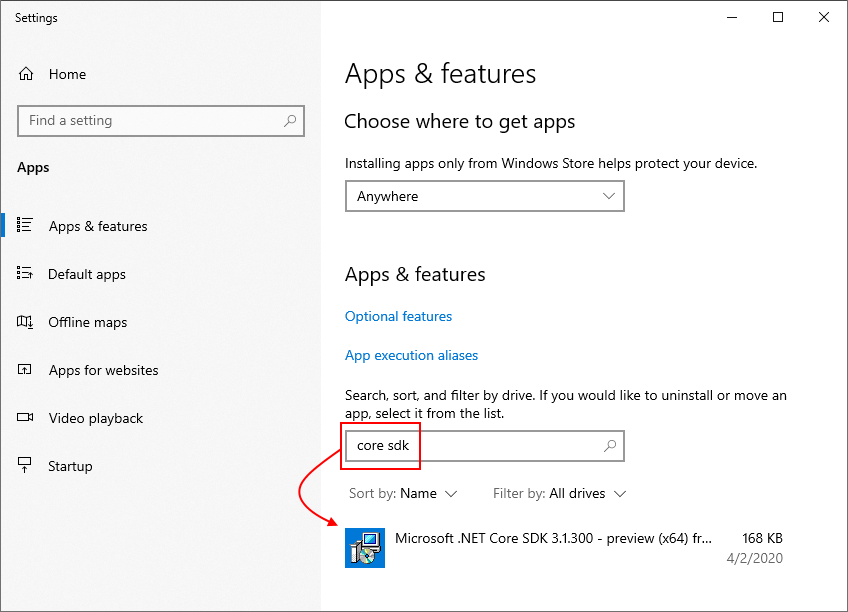 Settings
Home
Find a setting
Apps
Apps & features
Default apps
Offline maps
Apps for websites
Video playback
Startup
Apps & features
Choose where to get apps
Installing apps only from Windows Store helps protect your device.
Anywhere
Apps & features
Optional features
App execution aliases
Search, sort, and filter by drive. If you would like to uninstall or move an
app, select it from the list.
core sdk
Sort by: Name Filter by: All drives
Microsoft .NET Core SDK 3.1.300 - preview (x64) fr... 168 KB
4/2/2020